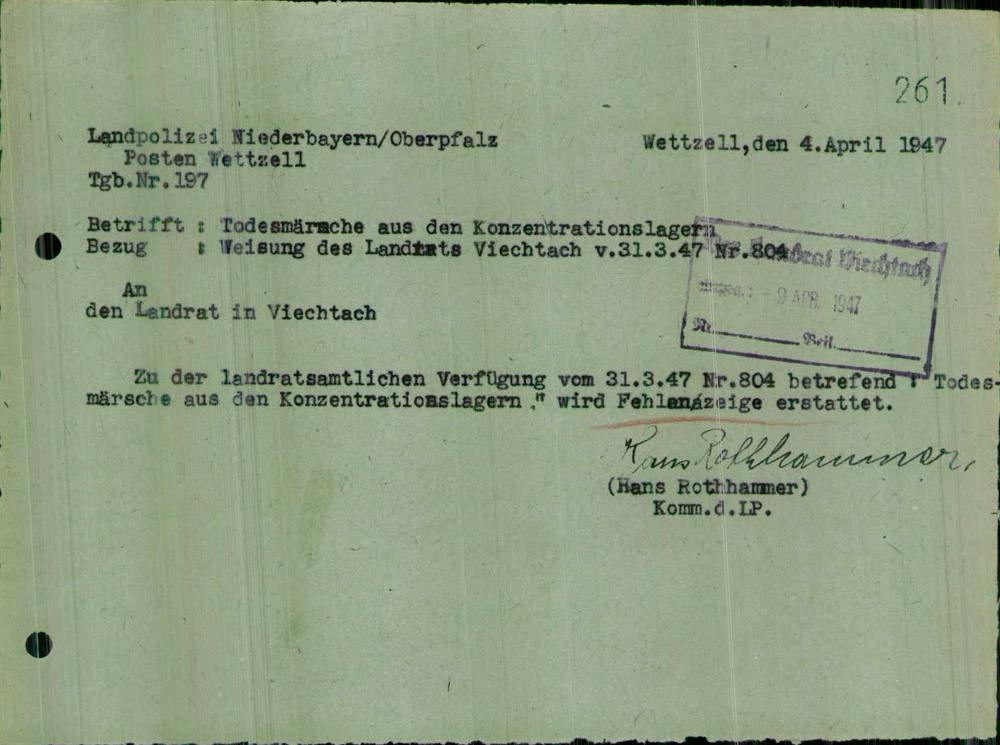 261.
Landpolizei Niederbayern/Oberpfalz Wettzell,den 4.April 1947
Posten Wettzell
Tgb.Nr.197
Betrifft : Todesmärsche aus den Konzentrationslagern
Bezug : Weisung des Landrats Viechtach v.31.3.47 Nr.804
Landrat Viechtach
- 9 APR. 1947
Nr. Beil.
An
den Landrat in Viechtach
Zu der landratsamtlichen Verfügung vom 31.3.47 Nr.804 betrefend " Todes-
märsche aus den Konzentrationslagern ," wird Fehlanzeige erstattet.
Hans Rothhammer,
(Hans Rothhammer)
Komm.d.LP.